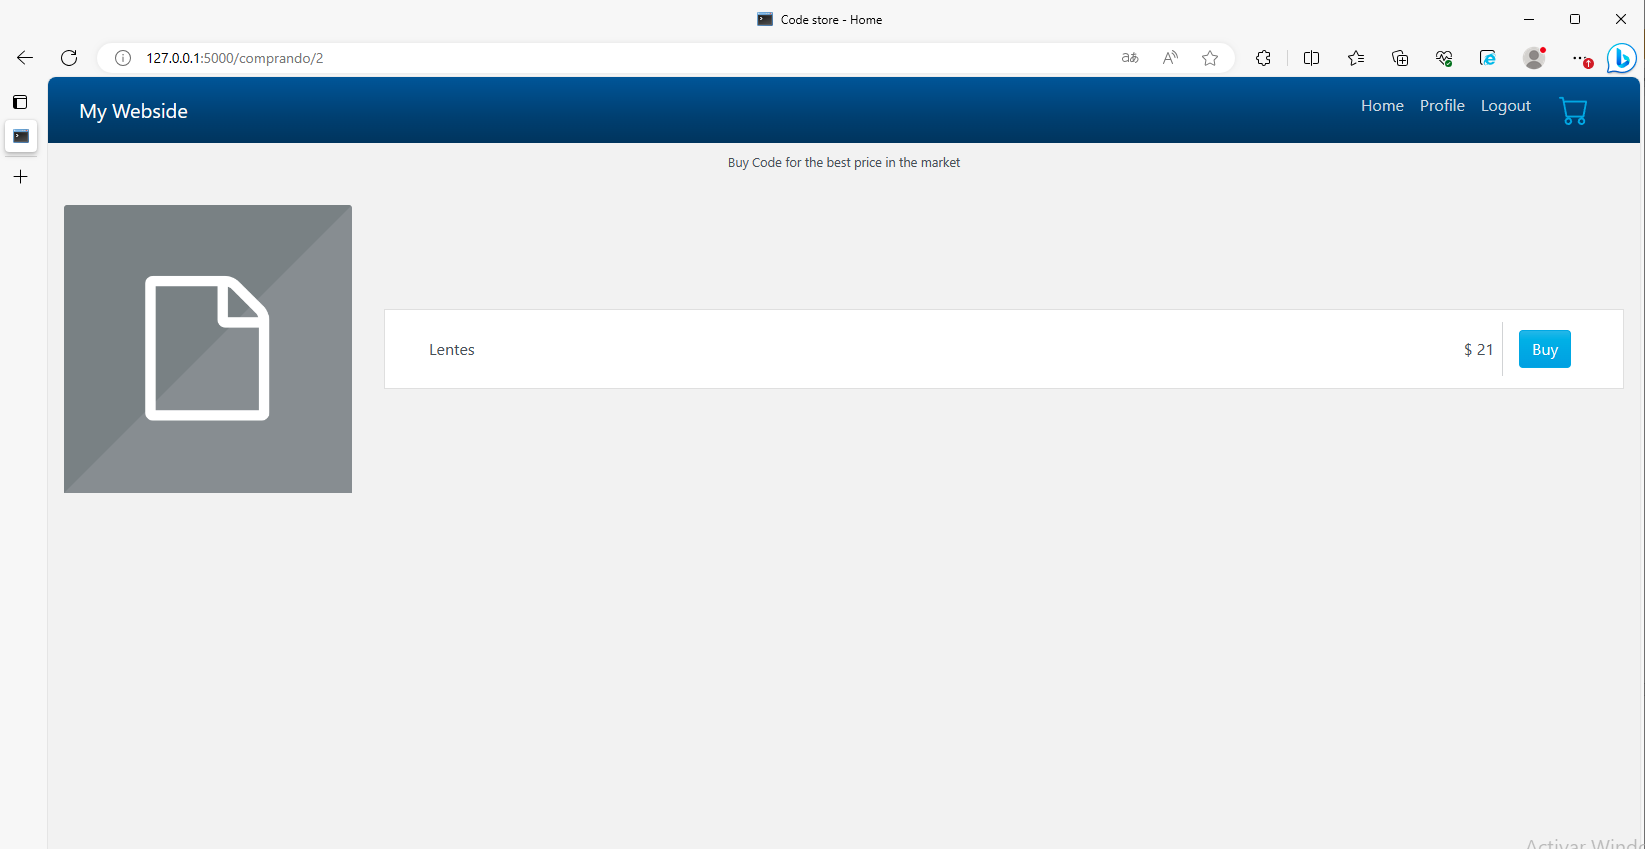 Code store - Home
127.0.0.1:5000/comprando/2
My Webside
Home Profile Logout
Buy Code for the best price in the market
Lentes
$ 21
Buy
Activar